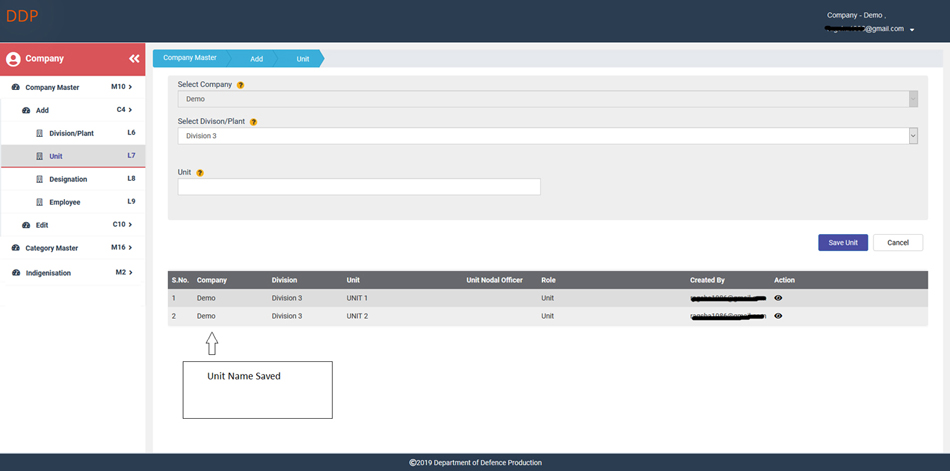 DDP
Company - Demo ,
@gmail.com
Company
Company Master M10
Add C4
Division/Plant L6
Unit L7
Designation L8
Employee L9
Edit C10
Category Master M16
Indigenisation M2
Company Master Add Unit
Select Company ?
Demo
Select Divison/Plant ?
Division 3
Unit ?
Save Unit Cancel
S.No. Company Division Unit Unit Nodal Officer Role Created By Action
1 Demo Division 3 UNIT 1 Unit
2 Demo Division 3 UNIT 2 Unit
Unit Name Saved
©2019 Department of Defence Production